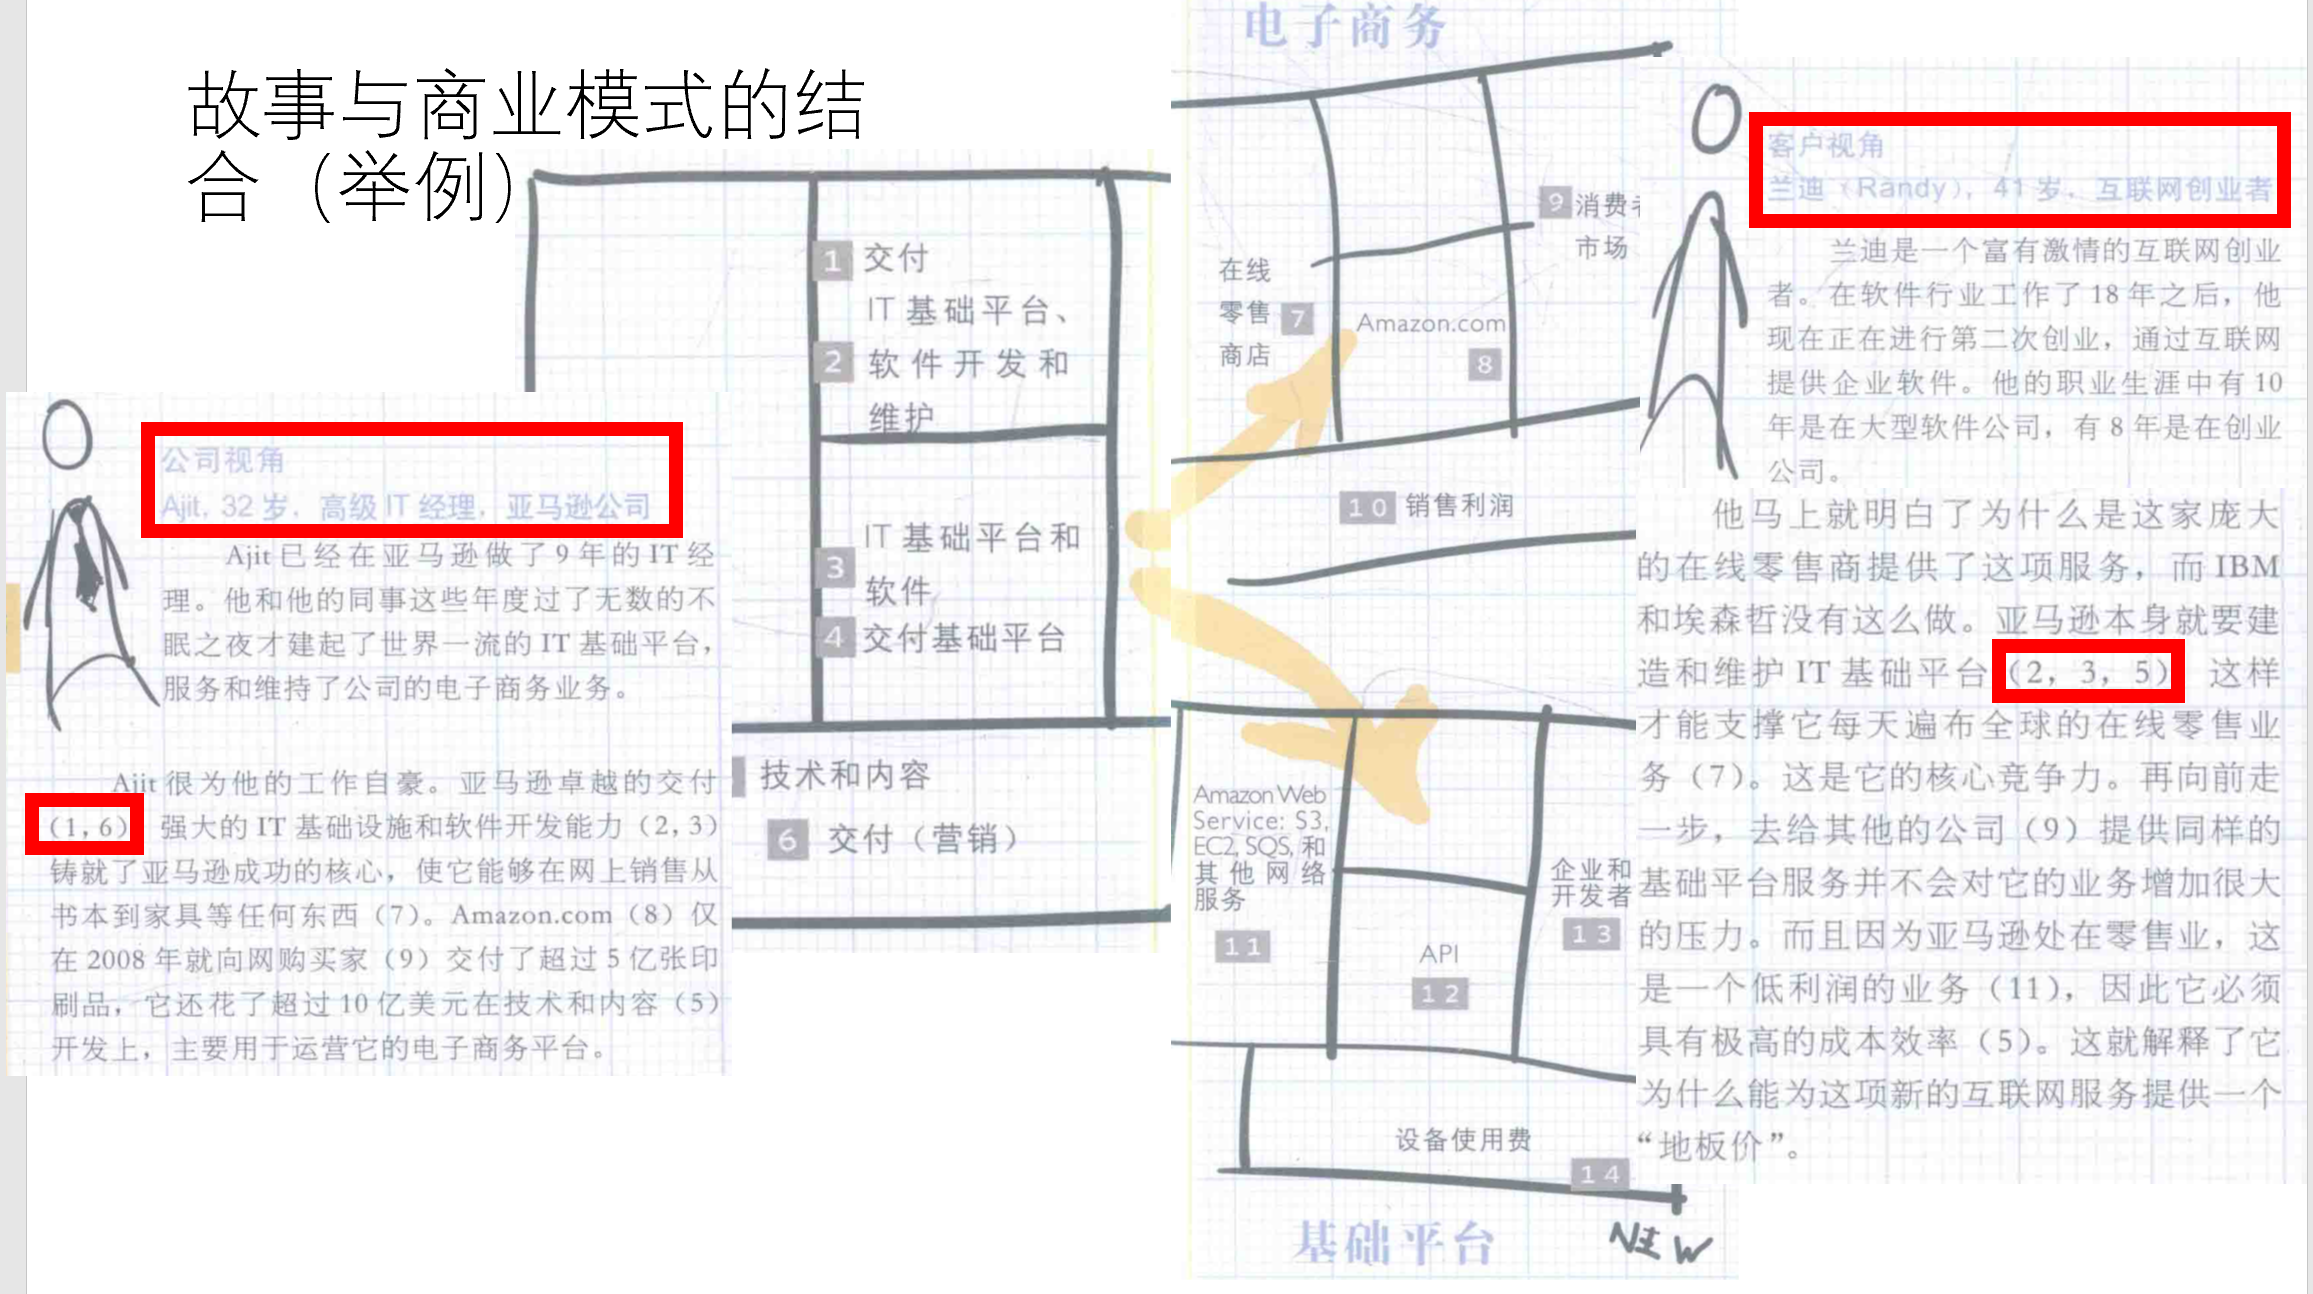 故事与商业模式的结
合（举例）
1 交付
IT 基础平台、
2 软件开发和
维护
3 IT 基础平台和
软件
4 交付基础平台
技术和内容
6 交付（营销）
公司视角
Ajit, 32 岁，高级 IT 经理，亚马逊公司
Ajit 已经在亚马逊做了 9 年的 IT 经
理。他和他的同事这些年度过了无数的不
眠之夜才建起了世界一流的 IT 基础平台，
服务和维持了公司的电子商务业务。
Ajit 很为他的工作自豪。亚马逊卓越的交付
（1, 6） 强大的 IT 基础设施和软件开发能力（2, 3）
铸就了亚马逊成功的核心，使它能够在网上销售从
书本到家具等任何东西（7）。Amazon.com（8）仅
在 2008 年就向网购买家（9）交付了超过 5 亿张印
刷品，它还花了超过 10 亿美元在技术和内容（5）
开发上，主要用于运营它的电子商务平台。
电子商务
9 消费者
市场
在线
零售 7
商店
Amazon.com
8
10 销售利润
Amazon Web
Service: S3,
EC2, SQS, 和
其他网络
服务
11
API
12
企业和
开发者
13
设备使用费
14
NEW
基础平台
客户视角
兰迪（Randy），41 岁，互联网创业者
兰迪是一个富有激情的互联网创业
者。在软件行业工作了 18 年之后，他
现在正在进行第二次创业，通过互联网
提供企业软件。他的职业生涯中有 10
年是在大型软件公司，有 8 年是在创业
公司。
他马上就明白了为什么是这家庞大
的在线零售商提供了这项服务，而 IBM
和埃森哲没有这么做。亚马逊本身就要建
造和维护 IT 基础平台（2，3，5） 这样
才能支撑它每天遍布全球的在线零售业
务（7）。这是它的核心竞争力。再向前走
一步，去给其他的公司（9）提供同样的
基础平台服务并不会对它的业务增加很大
的压力。而且因为亚马逊处在零售业，这
是一个低利润的业务（11），因此它必须
具有极高的成本效率（5）。这就解释了它
为什么能为这项新的互联网服务提供一个
“地板价”。